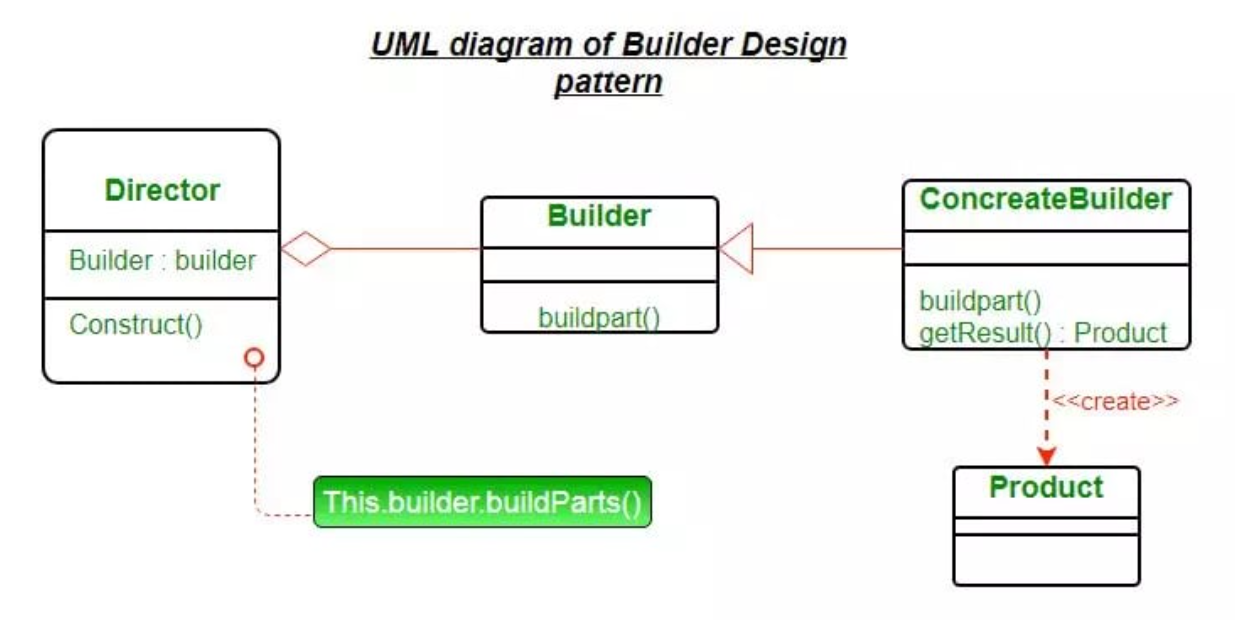 UML diagram of Builder Design
pattern
Director
Builder : builder
Construct()
Builder
buildpart()
ConcreateBuilder
buildpart()
getResult() : Product
<<create>>
Product
This.builder.buildParts()